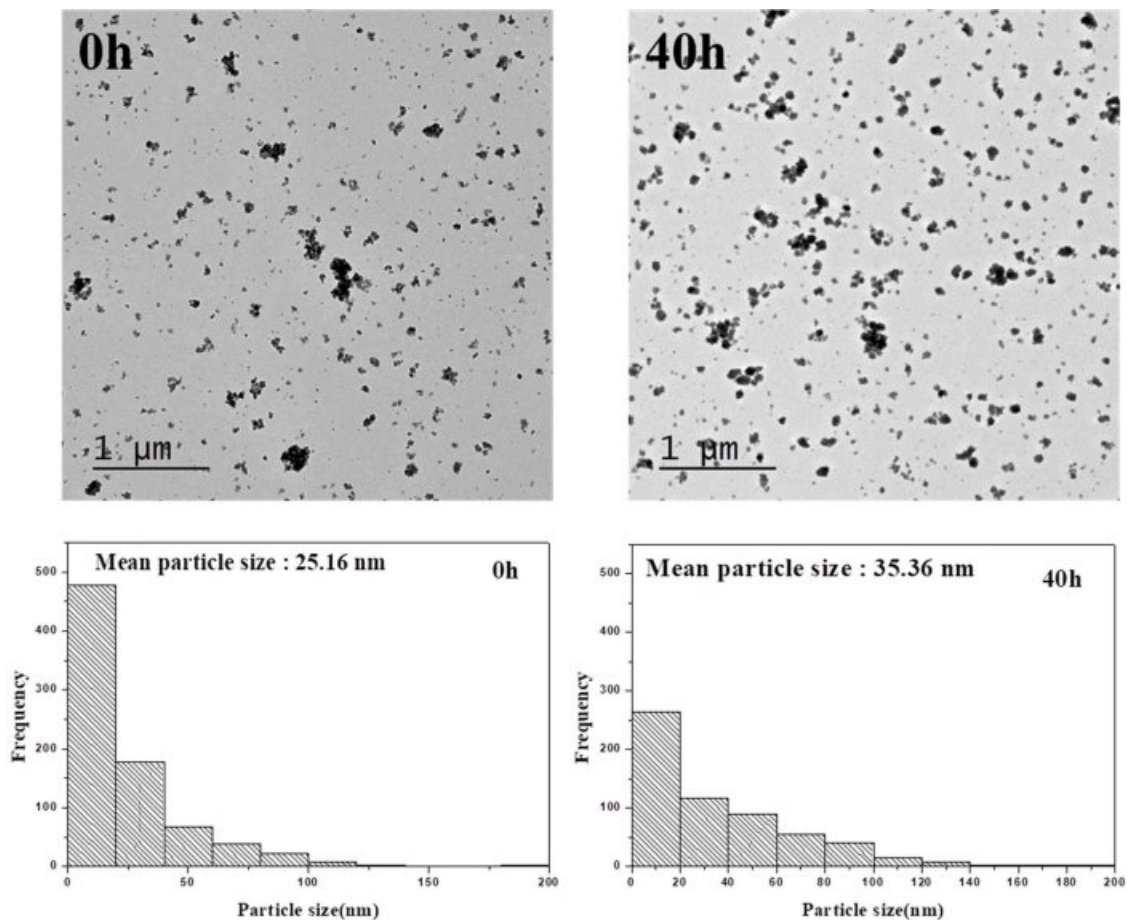 0h
40h
1 µm
1 µm
Mean particle size : 25.16 nm
0h
500
400
300
200
100
0
Frequency
0
50
100
150
200
Particle size(nm)
Mean particle size : 35.36 nm
40h
500
400
300
200
100
0
Frequency
0
20
40
60
80
100
120
140
160
180
200
Particle size(nm)